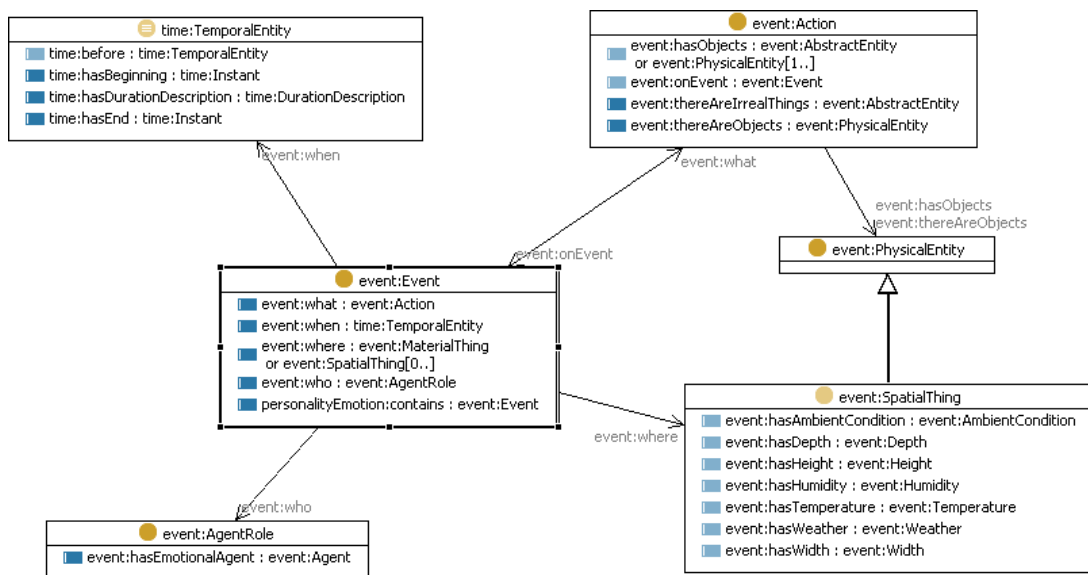 time:TemporalEntity
time:before : time:TemporalEntity
time:hasBeginning : time:Instant
time:hasDurationDescription : time:DurationDescription
time:hasEnd : time:Instant
event:Action
event:hasObjects : event:AbstractEntity
or event:PhysicalEntity[1..]
event:onEvent : event:Event
event:thereAreIrrealThings : event:AbstractEntity
event:thereAreObjects : event:PhysicalEntity
event:when
event:what
event:hasObjects
event:thereAreObjects
event:onEvent
event:PhysicalEntity
event:Event
event:what : event:Action
event:when : time:TemporalEntity
event:where : event:MaterialThing
or event:SpatialThing[0..]
event:who : event:AgentRole
personalityEmotion:contains : event:Event
event:where
event:SpatialThing
event:hasAmbientCondition : event:AmbientCondition
event:hasDepth : event:Depth
event:hasHeight : event:Height
event:hasHumidity : event:Humidity
event:hasTemperature : event:Temperature
event:hasWeather : event:Weather
event:hasWidth : event:Width
event:who
event:AgentRole
event:hasEmotionalAgent : event:Agent